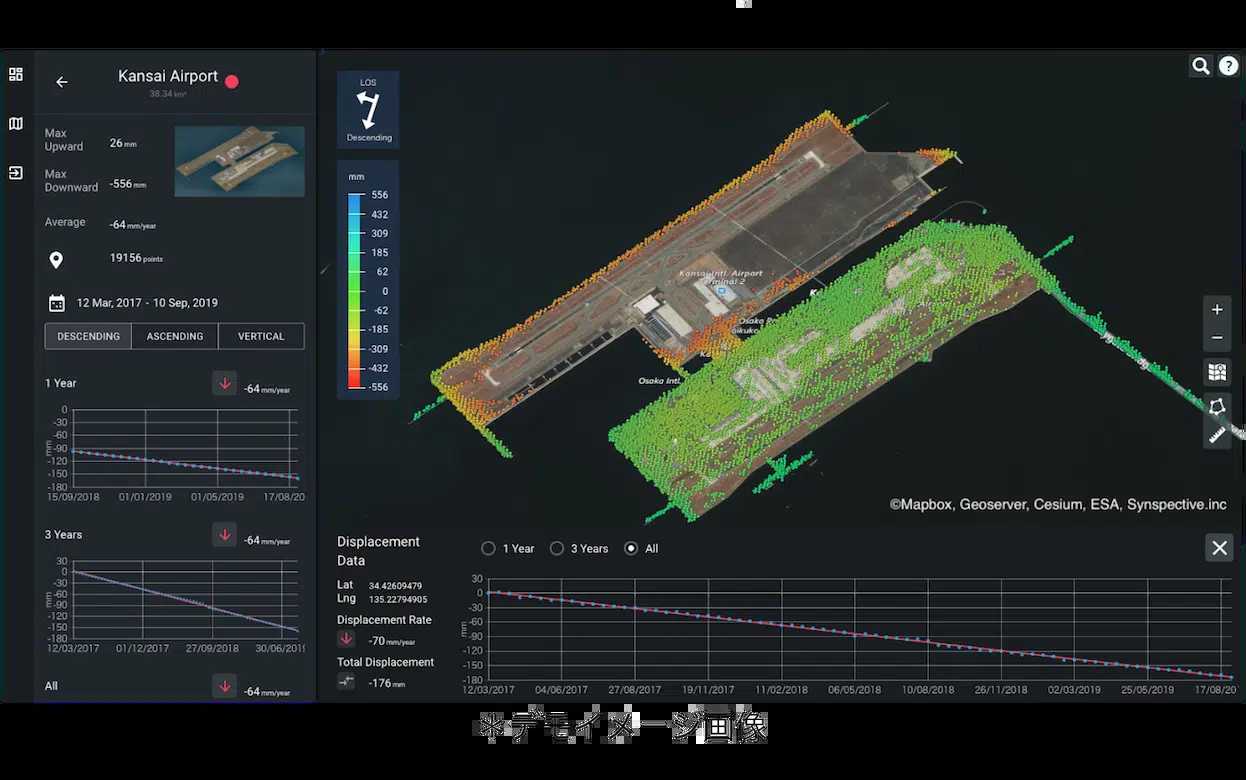 Kansai Airport
38.34 km²
Max Upward
26 mm
Max Downward
-556 mm
Average
-64 mm/year
19156 points
12 Mar, 2017 - 10 Sep, 2019
DESCENDING
ASCENDING
VERTICAL
1 Year
-64 mm/year
0
-30
-60
-90
-120
-150
-180
mm
15/09/2018
01/01/2019
01/05/2019
17/08/20
3 Years
-64 mm/year
30
0
-30
-60
-90
-120
-150
-180
mm
12/03/2017
01/12/2017
27/09/2018
30/06/2019
All
-64 mm/year
LOS
Descending
mm
556
432
309
185
62
0
-62
-185
-309
-432
-556
Kansai Intl. Airport
Terminal 2
Osaka Intl.
?
+
−
©Mapbox, Geoserver, Cesium, ESA, Synspective.inc
Displacement
Data
1 Year
3 Years
All
Lat 34.42609479
Lng 135.22794905
Displacement Rate
-70 mm/year
Total Displacement
-176 mm
30
0
-30
-60
-90
-120
-150
-180
mm
12/03/2017
04/06/2017
27/08/2017
19/11/2017
11/02/2018
06/05/2018
10/08/2018
26/11/2018
02/03/2019
25/05/2019
17/08/20
※デモイメージ画像